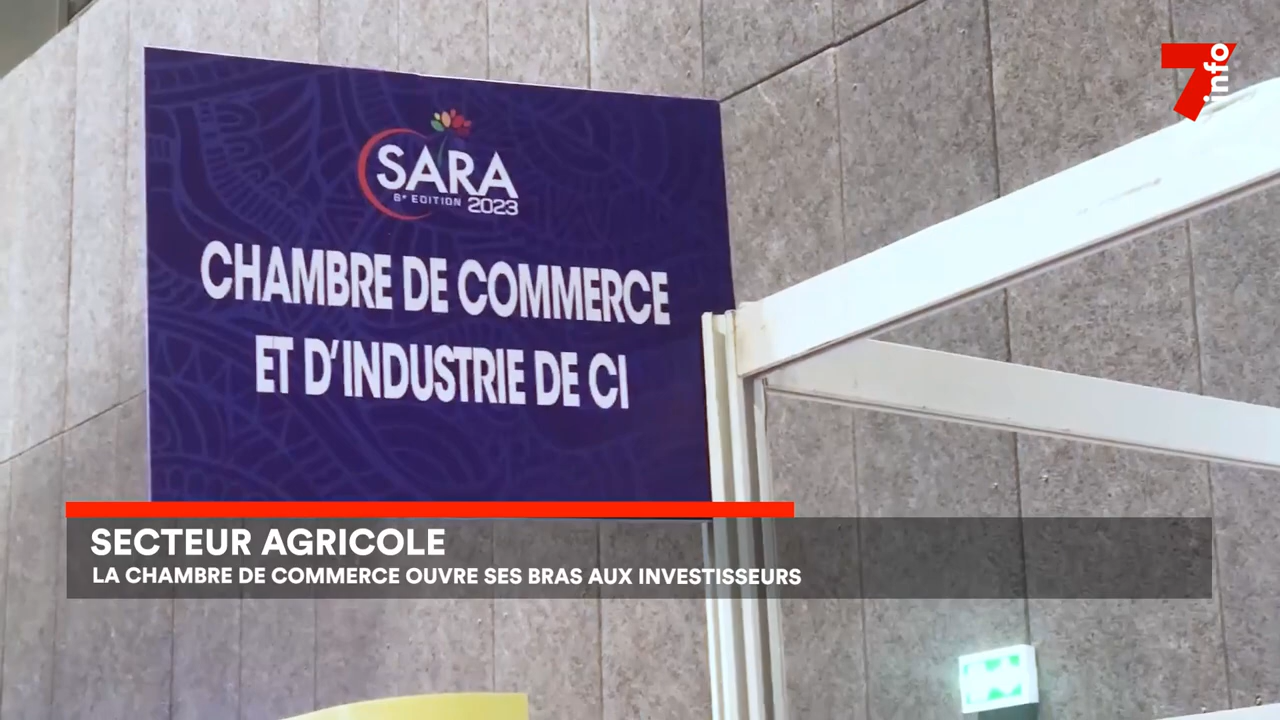 7info
SARA
6e EDITION 2023
CHAMBRE DE COMMERCE
ET D'INDUSTRIE DE CI
SECTEUR AGRICOLE
LA CHAMBRE DE COMMERCE OUVRE SES BRAS AUX INVESTISSEURS